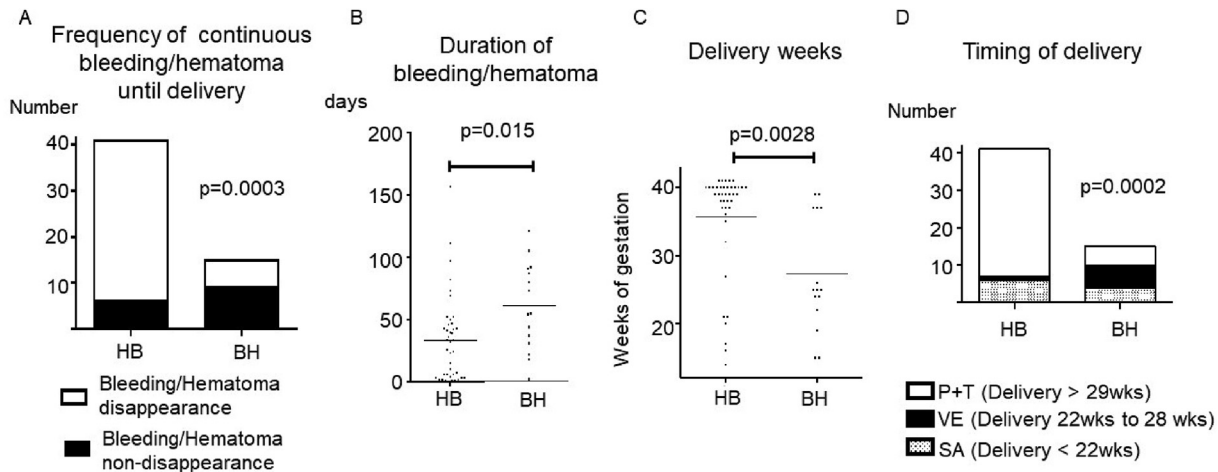 A
Frequency of continuous
bleeding/hematoma
until delivery
Number
40
30
20
10
p=0.0003
HB
BH
Bleeding/Hematoma
disappearance
Bleeding/Hematoma
non-disappearance
B
Duration of
bleeding/hematoma
days
200
150
100
50
0
p=0.015
HB
BH
C
Delivery weeks
p=0.0028
Weeks of gestation
40
30
20
HB
BH
D
Timing of delivery
Number
40
30
20
10
p=0.0002
HB
BH
P+T (Delivery > 29wks)
VE (Delivery 22wks to 28 wks)
SA (Delivery < 22wks)